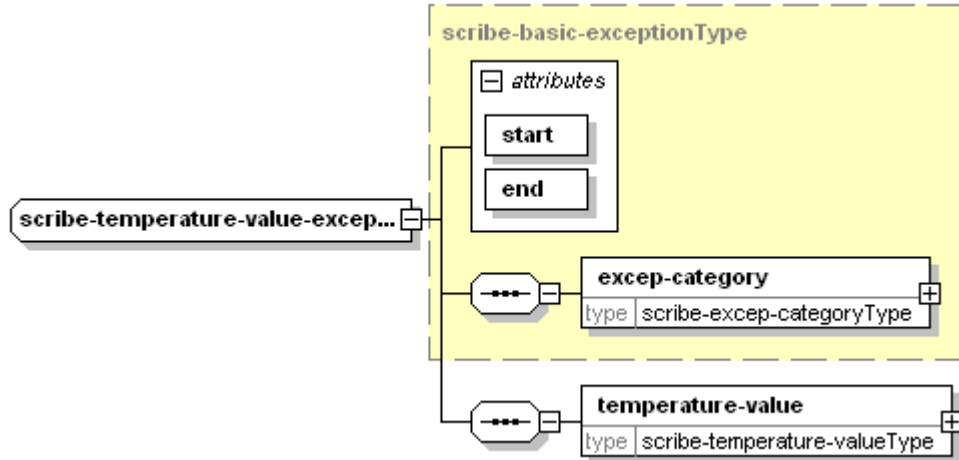 scribe-basic-exceptionType
attributes
start
end
scribe-temperature-value-excep...
excep-category
type scribe-excep-categoryType
temperature-value
type scribe-temperature-valueType